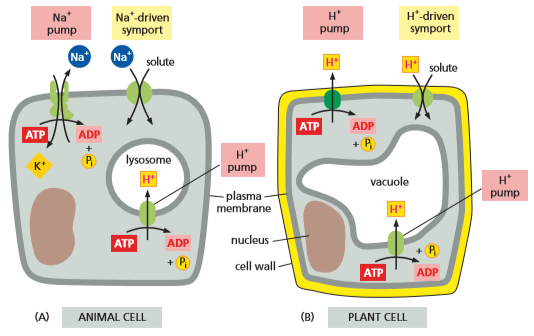 Na⁺
pump
Na⁺-driven
symport
Na⁺
Na⁺
solute
ATP
ADP
+
Pᵢ
K⁺
lysosome
H⁺
H⁺
pump
ATP
ADP
+ Pᵢ
plasma
membrane
nucleus
cell wall
(A) ANIMAL CELL
H⁺
pump
H⁺-driven
symport
H⁺
H⁺
solute
ATP
ADP
+ Pᵢ
vacuole
H⁺
H⁺
pump
+ Pᵢ
ATP
ADP
(B) PLANT CELL